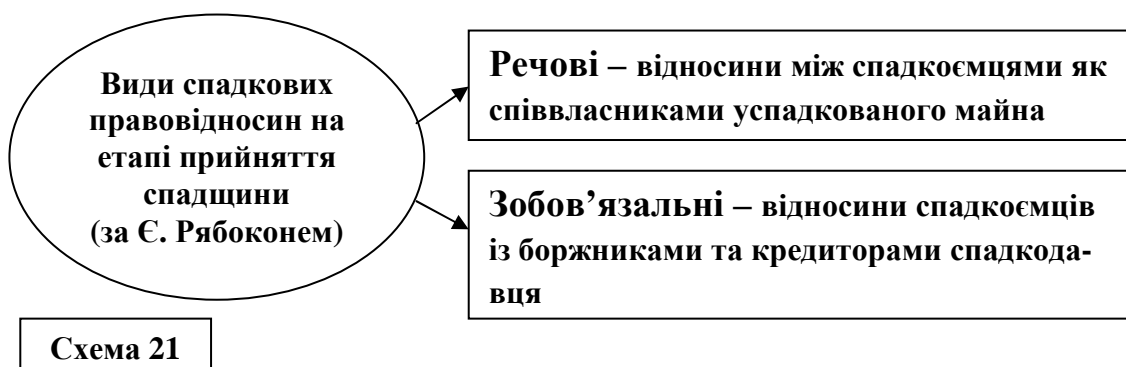 Види спадкових
правовідносин на
етапі прийняття
спадщини
(за Є. Рябоконем)
Речові – відносини між спадкоємцями як
співвласниками успадкованого майна
Зобов’язальні – відносини спадкоємців
із боржниками та кредиторами спадкода-
вця
Схема 21